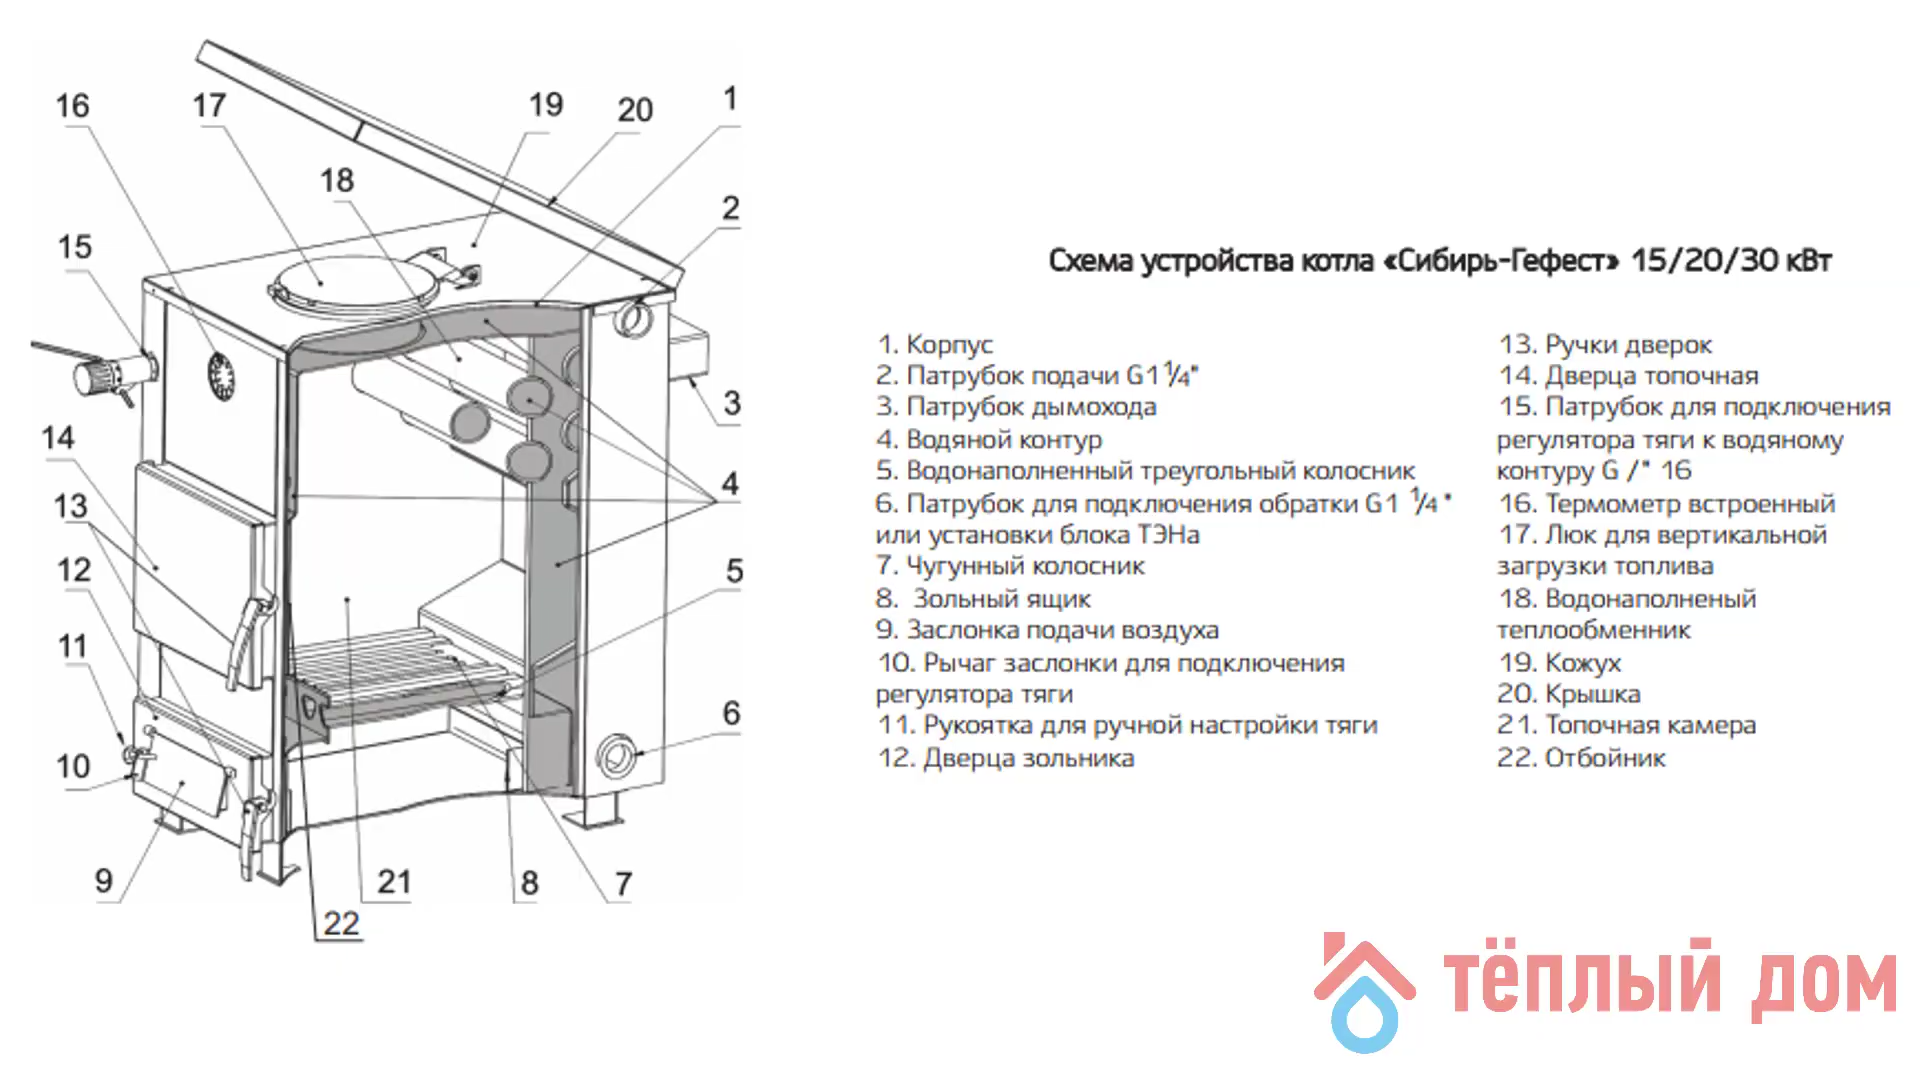 16
17
19
20
1
18
2
15
3
14
4
13
12
5
11
6
10
9
21
8
7
22
Схема устройства котла «Сибирь-Гефест» 15/20/30 кВт
1. Корпус
2. Патрубок подачи G1¼"
3. Патрубок дымохода
4. Водяной контур
5. Водонаполненный треугольный колосник
6. Патрубок для подключения обратки G1 ¼ "
или установки блока ТЭНа
7. Чугунный колосник
8. Зольный ящик
9. Заслонка подачи воздуха
10. Рычаг заслонки для подключения
регулятора тяги
11. Рукоятка для ручной настройки тяги
12. Дверца зольника
13. Ручки дверок
14. Дверца топочная
15. Патрубок для подключения
регулятора тяги к водяному
контуру G /" 16
16. Термометр встроенный
17. Люк для вертикальной
загрузки топлива
18. Водонаполненый
теплообменник
19. Кожух
20. Крышка
21. Топочная камера
22. Отбойник
ТЁПЛЫЙ ДОМ